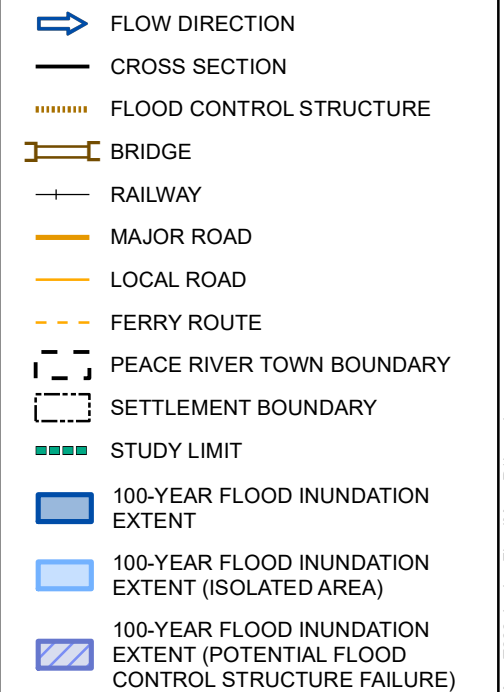 FLOW DIRECTION
CROSS SECTION
FLOOD CONTROL STRUCTURE
BRIDGE
RAILWAY
MAJOR ROAD
LOCAL ROAD
FERRY ROUTE
PEACE RIVER TOWN BOUNDARY
SETTLEMENT BOUNDARY
STUDY LIMIT
100-YEAR FLOOD INUNDATION
EXTENT
100-YEAR FLOOD INUNDATION
EXTENT (ISOLATED AREA)
100-YEAR FLOOD INUNDATION
EXTENT (POTENTIAL FLOOD
CONTROL STRUCTURE FAILURE)